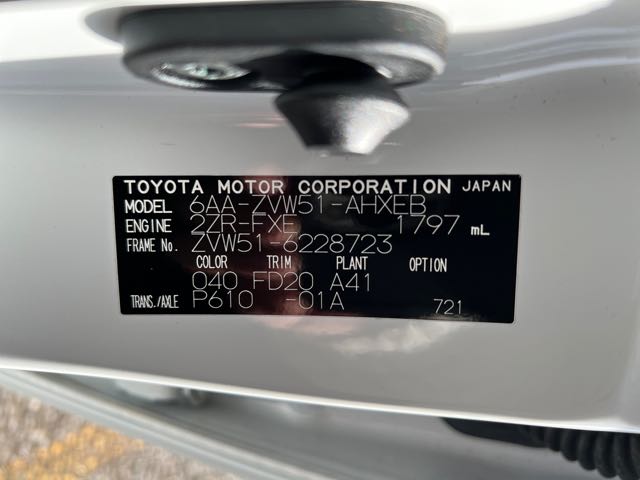 TOYOTA MOTOR CORPORATION JAPAN
MODEL 6AA-ZVW51-AHXEB
ENGINE 2ZR-FXE 1797 mL
FRAME No. ZVW51-6228723
COLOR TRIM PLANT OPTION
040 FD20 A41
TRANS./AXLE P610 -01A 721